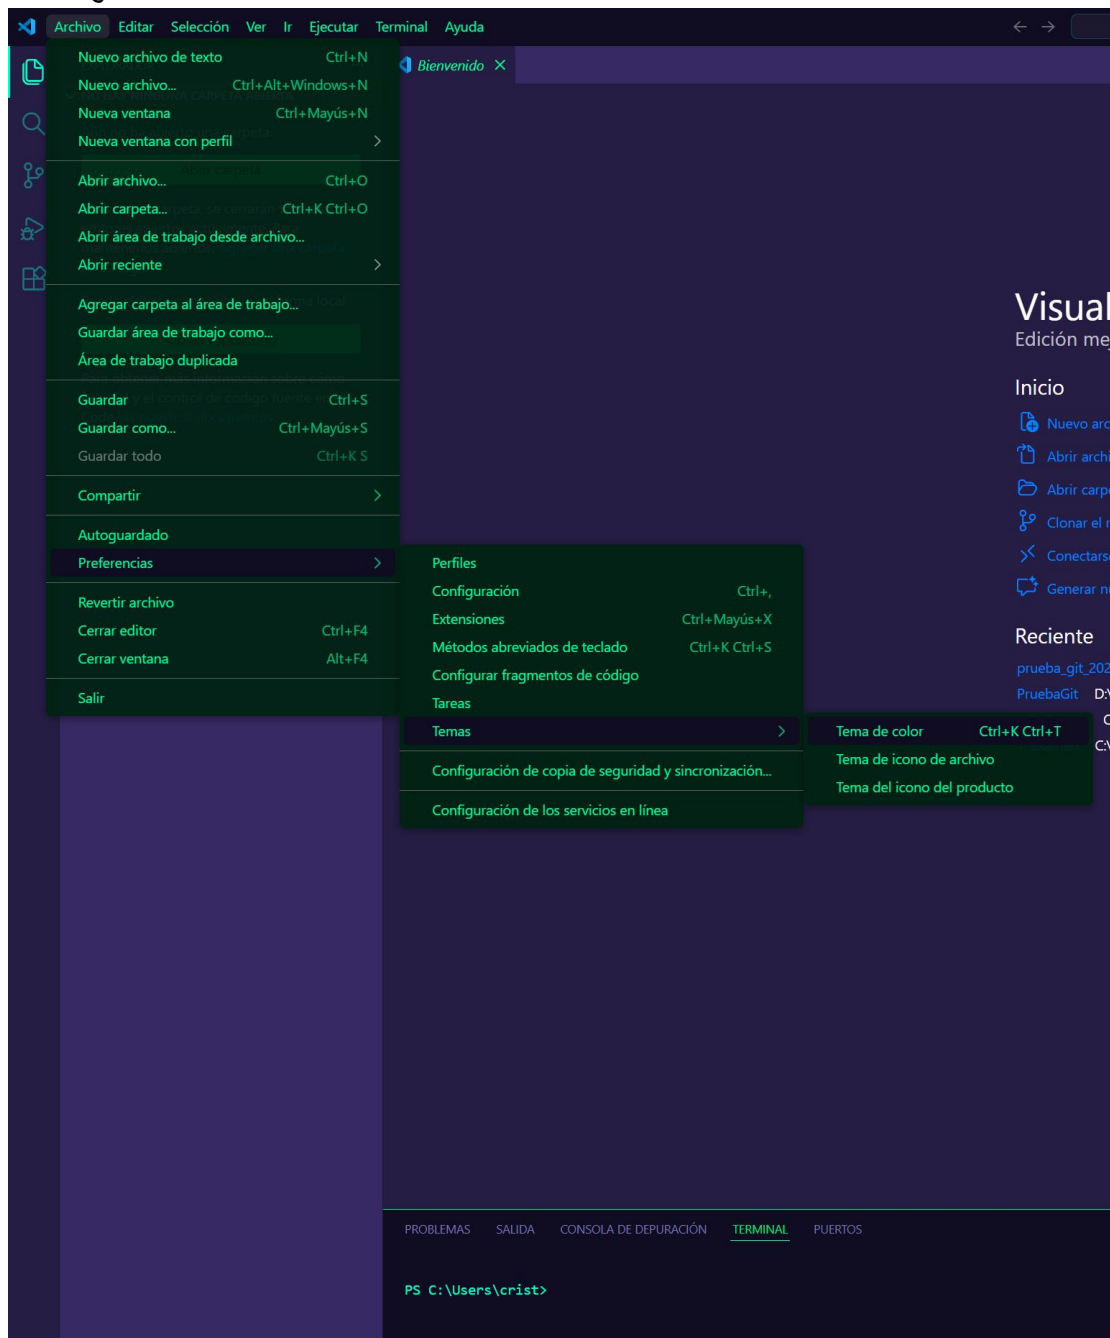 Archivo Editar Selección Ver Ir Ejecutar Terminal Ayuda
Nuevo archivo de texto Ctrl+N
Nuevo archivo... Ctrl+Alt+Windows+N
Nueva ventana Ctrl+Mayús+N
Nueva ventana con perfil
Abrir archivo... Ctrl+O
Abrir carpeta... Ctrl+K Ctrl+O
Abrir área de trabajo desde archivo...
Abrir reciente
Agregar carpeta al área de trabajo...
Guardar área de trabajo como...
Área de trabajo duplicada
Guardar Ctrl+S
Guardar como... Ctrl+Mayús+S
Guardar todo Ctrl+K S
Compartir
Autoguardado
Preferencias
Revertir archivo
Cerrar editor Ctrl+F4
Cerrar ventana Alt+F4
Salir
Bienvenido
Perfiles
Configuración Ctrl+,
Extensiones Ctrl+Mayús+X
Métodos abreviados de teclado Ctrl+K Ctrl+S
Configurar fragmentos de código
Tareas
Temas
Configuración de copia de seguridad y sincronización...
Configuración de los servicios en línea
Tema de color Ctrl+K Ctrl+T
Tema de icono de archivo
Tema del icono del producto
Visual
Edición me
Inicio
Nuevo arc
Abrir archi
Abrir carpe
Clonar el r
Conectarse
Generar n
Reciente
prueba_git_202
PruebaGit D:\
C:\
PROBLEMAS SALIDA CONSOLA DE DEPURACIÓN TERMINAL PUERTOS
PS C:\Users\crist>